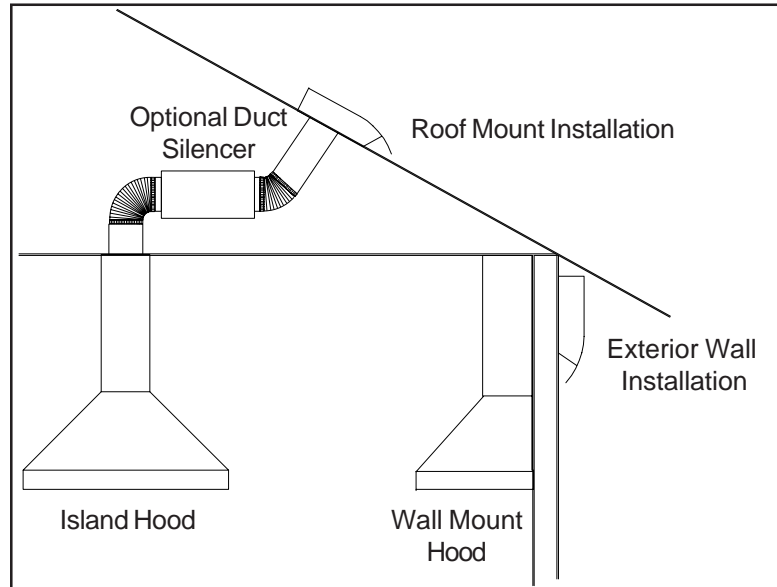 Optional Duct
Silencer
Roof Mount Installation
Exterior Wall
Installation
Island Hood
Wall Mount
Hood